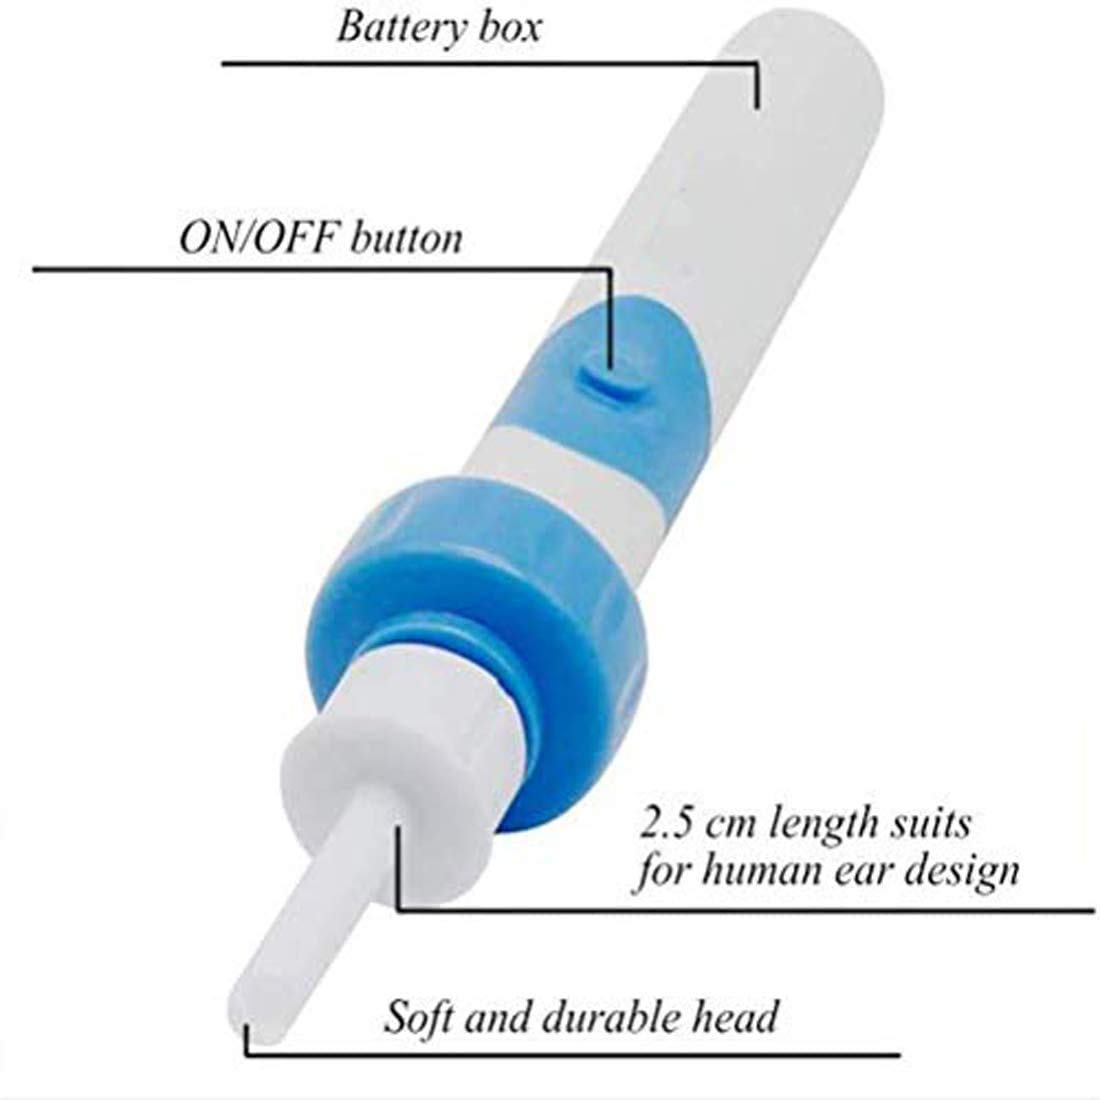 Battery box
ON/OFF button
2.5 cm length suits
for human ear design
Soft and durable head